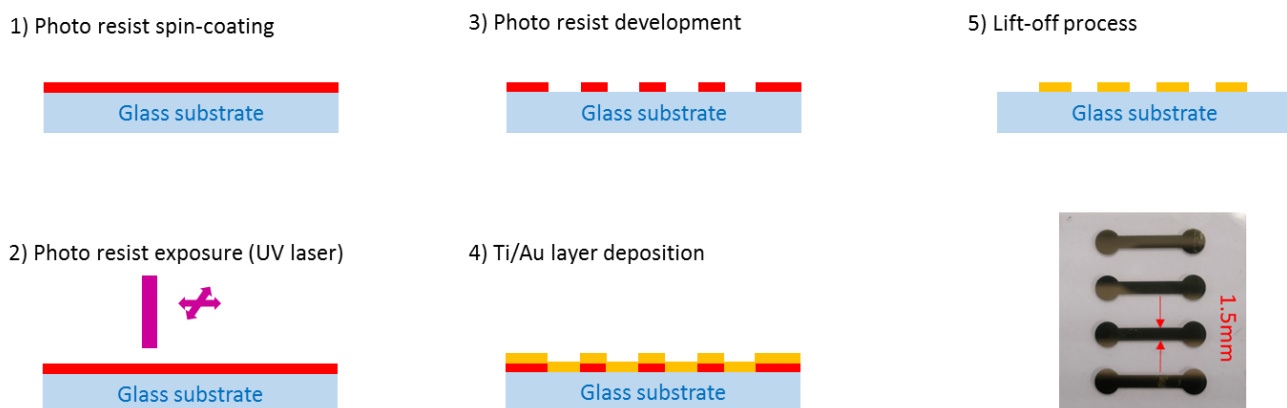 1) Photo resist spin-coating
Glass substrate
2) Photo resist exposure (UV laser)
Glass substrate
3) Photo resist development
Glass substrate
4) Ti/Au layer deposition
Glass substrate
5) Lift-off process
Glass substrate
1.5mm